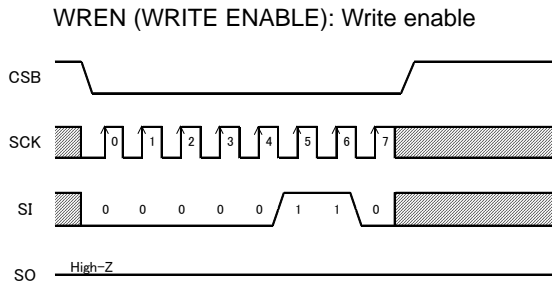 WREN (WRITE ENABLE): Write enable
CSB
SCK 0 1 2 3 4 5 6 7
SI 0 0 0 0 0 1 1 0
SO High-Z